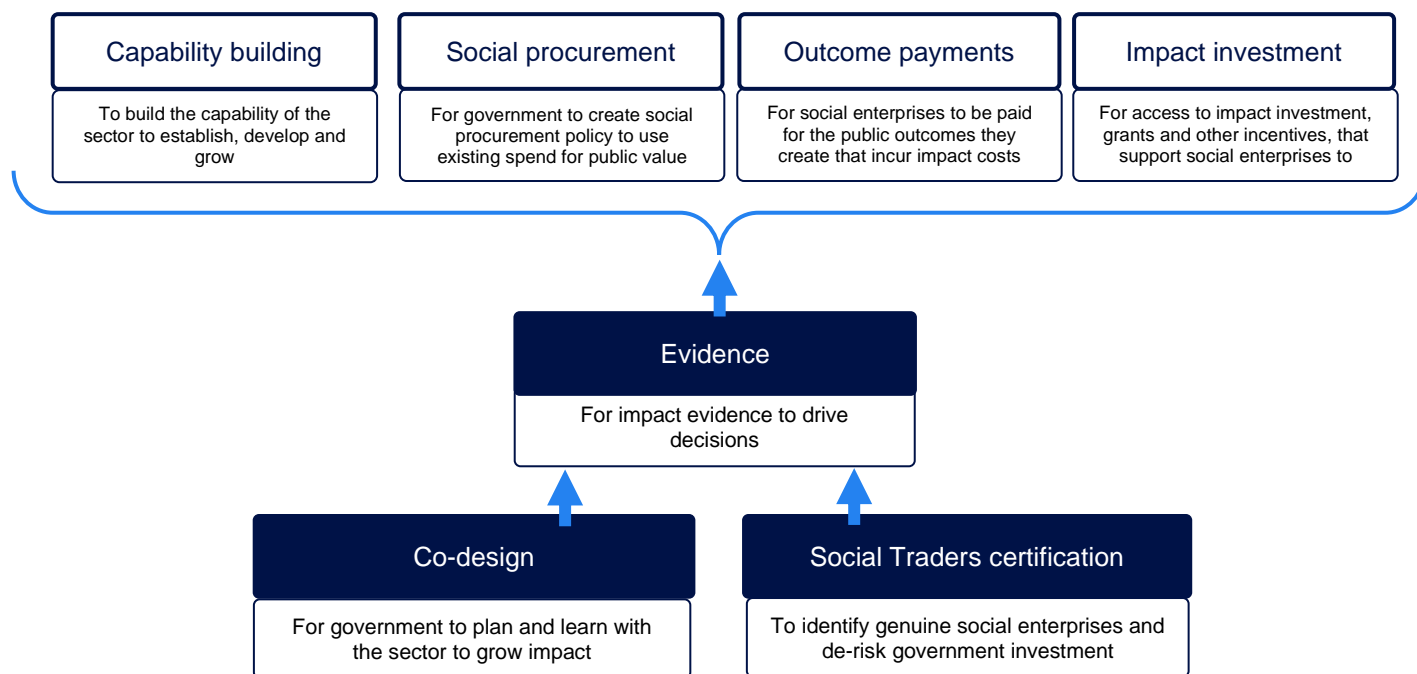 Capability building
To build the capability of the
sector to establish, develop and
grow
Social procurement
For government to create social
procurement policy to use
existing spend for public value
Outcome payments
For social enterprises to be paid
for the public outcomes they
create that incur impact costs
Impact investment
For access to impact investment,
grants and other incentives, that
support social enterprises to
Evidence
For impact evidence to drive
decisions
Co-design
For government to plan and learn with
the sector to grow impact
Social Traders certification
To identify genuine social enterprises and
de-risk government investment